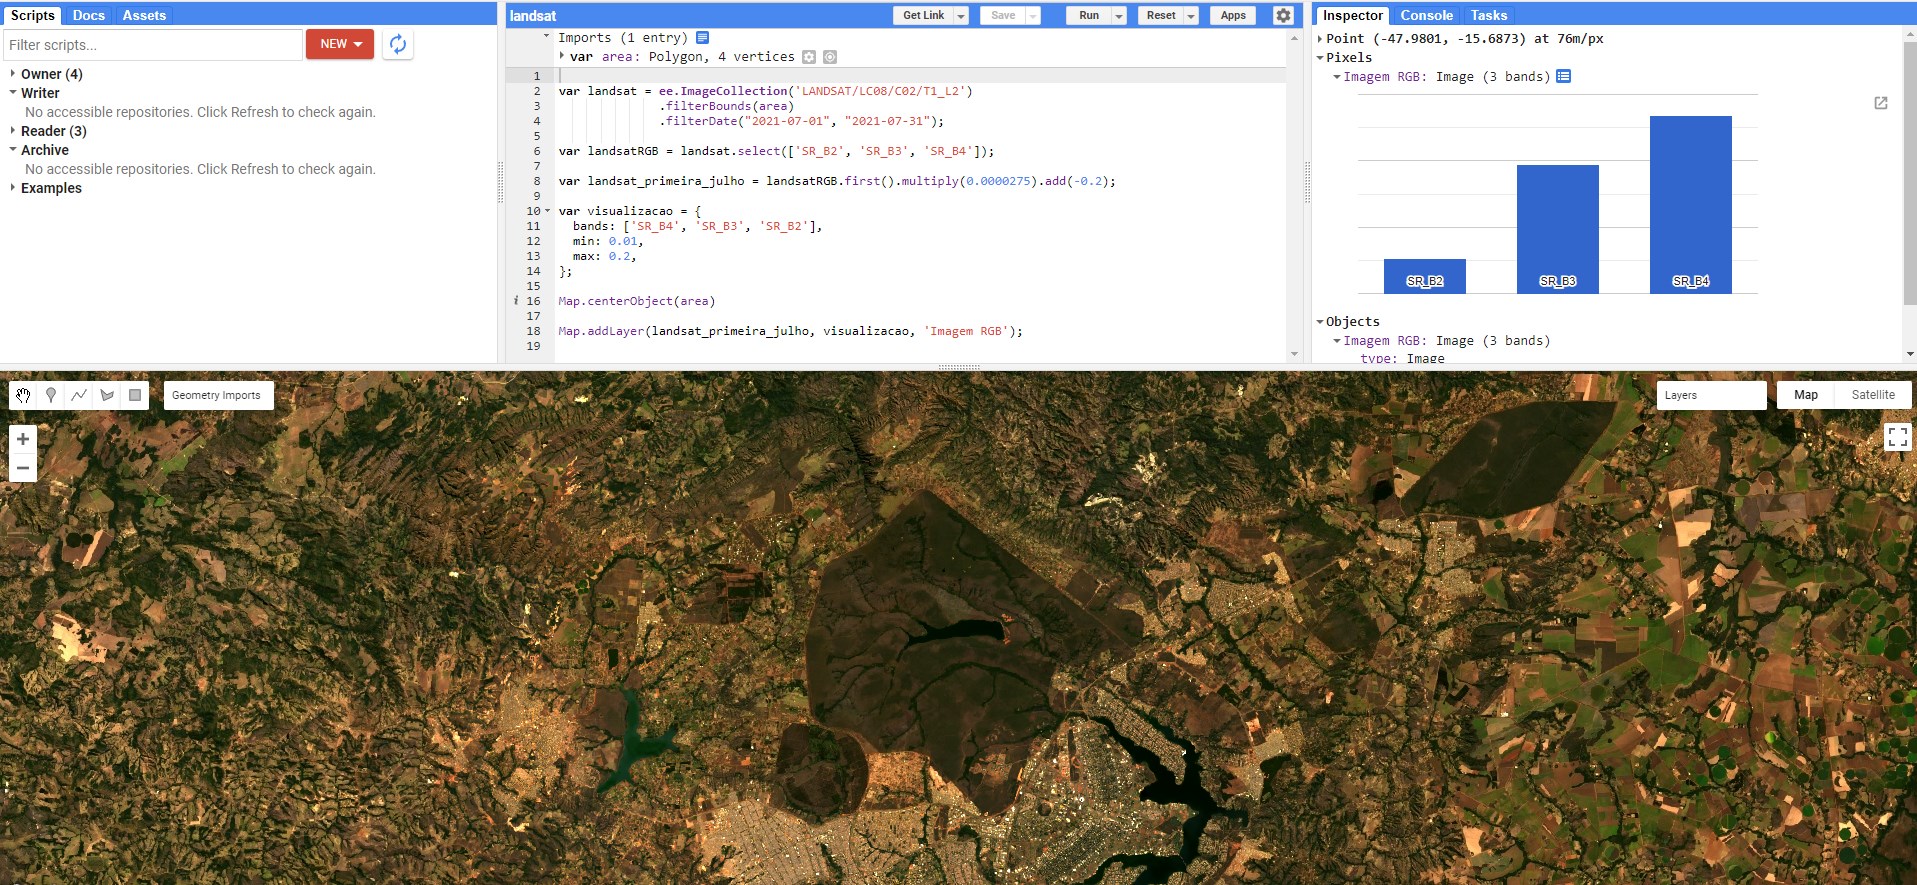 Scripts Docs Assets
Filter scripts... NEW
Owner (4)
Writer
No accessible repositories. Click Refresh to check again.
Reader (3)
Archive
No accessible repositories. Click Refresh to check again.
Examples
landsat Get Link Save Run Reset Apps
Imports (1 entry)
var area: Polygon, 4 vertices
1
2 var landsat = ee.ImageCollection('LANDSAT/LC08/C02/T1_L2')
3 .filterBounds(area)
4 .filterDate("2021-07-01", "2021-07-31");
5
6 var landsatRGB = landsat.select(['SR_B2', 'SR_B3', 'SR_B4']);
7
8 var landsat_primeira_julho = landsatRGB.first().multiply(0.0000275).add(-0.2);
9
10 var visualizacao = {
11 bands: ['SR_B4', 'SR_B3', 'SR_B2'],
12 min: 0.01,
13 max: 0.2,
14 };
15
i 16 Map.centerObject(area)
17
18 Map.addLayer(landsat_primeira_julho, visualizacao, 'Imagem RGB');
19
Inspector Console Tasks
Point (-47.9801, -15.6873) at 76m/px
Pixels
Imagem RGB: Image (3 bands)
SR_B2 SR_B3 SR_B4
Objects
Imagem RGB: Image (3 bands)
type: Image
Geometry Imports
Layers Map Satellite
+
−